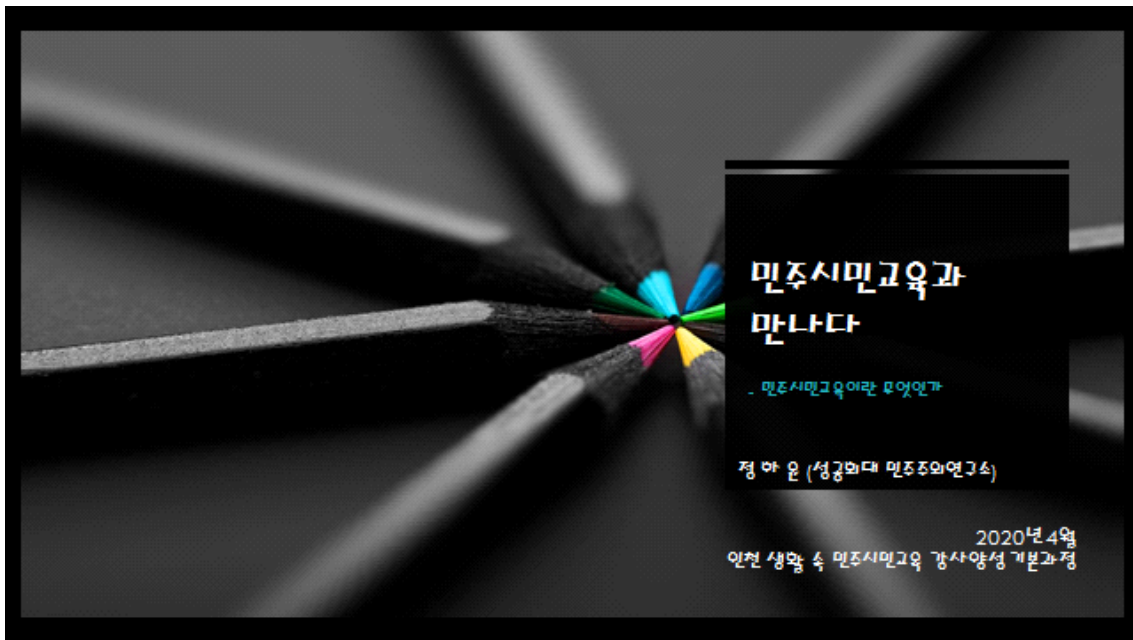 민주시민교육과
만나다
- 민주시민교육이란 무엇인가
정 하 윤 (성공회대 민주주의연구소)
2020년 4월
인천 생활 속 민주시민교육 강사양성 기본과정